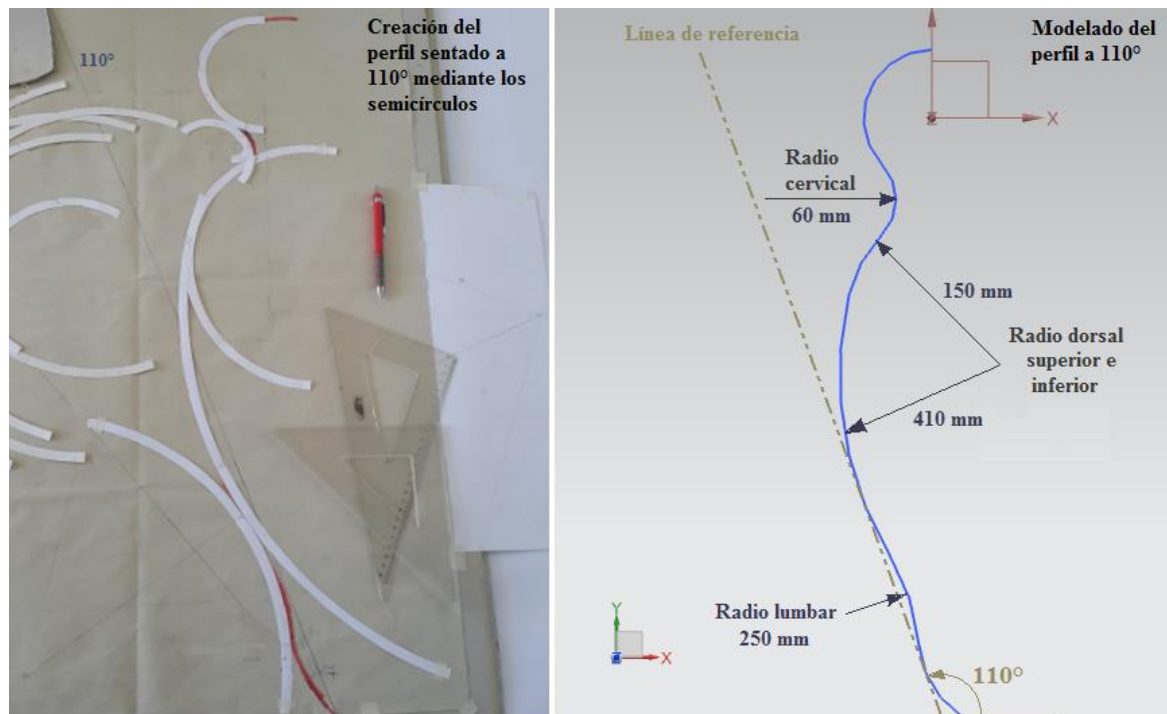 110°
Creación del
perfil sentado a
110° mediante los
semicírculos
Línea de referencia
Modelado del
perfil a 110°
X
Z
Radio
cervical
60 mm
150 mm
Radio dorsal
superior e
inferior
410 mm
Radio lumbar
250 mm
Y
X
Z
110°